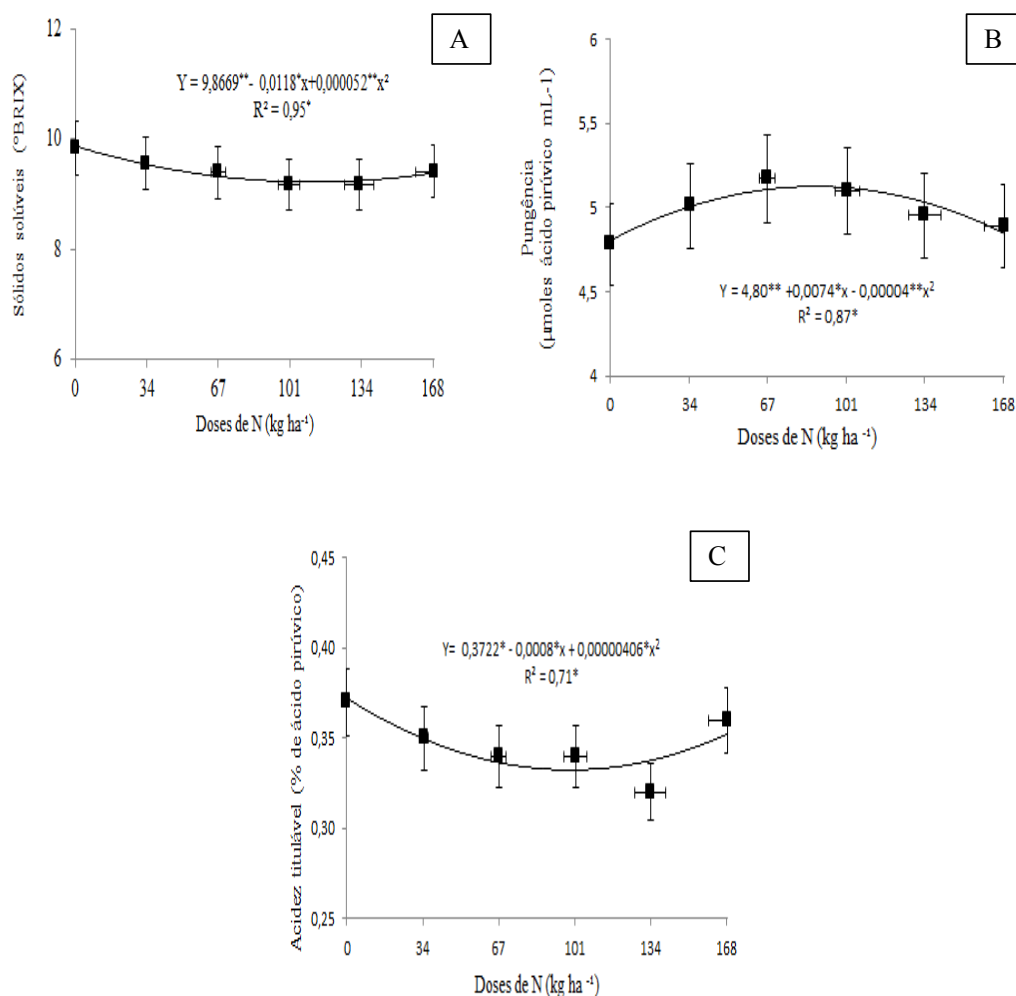 A
12
10
8
6
Sólidos solúveis (ºBRIX)
Y = 9,8669**- 0,0118*x+0,000052**x²
R² = 0,95*
0 34 67 101 134 168
Doses de N (kg ha⁻¹)
B
6
5,5
5
4,5
4
Pungência
(µmoles ácido pirúvico mL-1)
Y = 4,80** +0,0074*x - 0,00004**x²
R² = 0,87*
0 34 67 101 134 168
Doses de N (kg ha ⁻¹)
C
0,45
0,40
0,35
0,30
0,25
Acidez titulável (% de ácido pirúvico)
Y= 0,3722* - 0,0008*x + 0,00000406*x²
R² = 0,71*
0 34 67 101 134 168
Doses de N (kg ha ⁻¹)